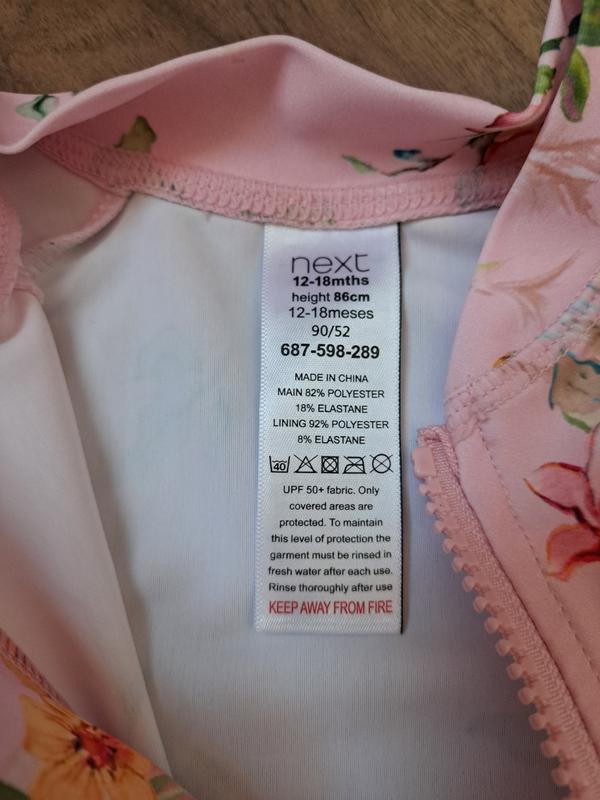 next
12-18mths
height 86cm
12-18meses
90/52
687-598-289
MADE IN CHINA
MAIN 82% POLYESTER
18% ELASTANE
LINING 92% POLYESTER
8% ELASTANE
40
UPF 50+ fabric. Only
covered areas are
protected. To maintain
this level of protection the
garment must be rinsed in
fresh water after each use.
Rinse thoroughly after use
KEEP AWAY FROM FIRE